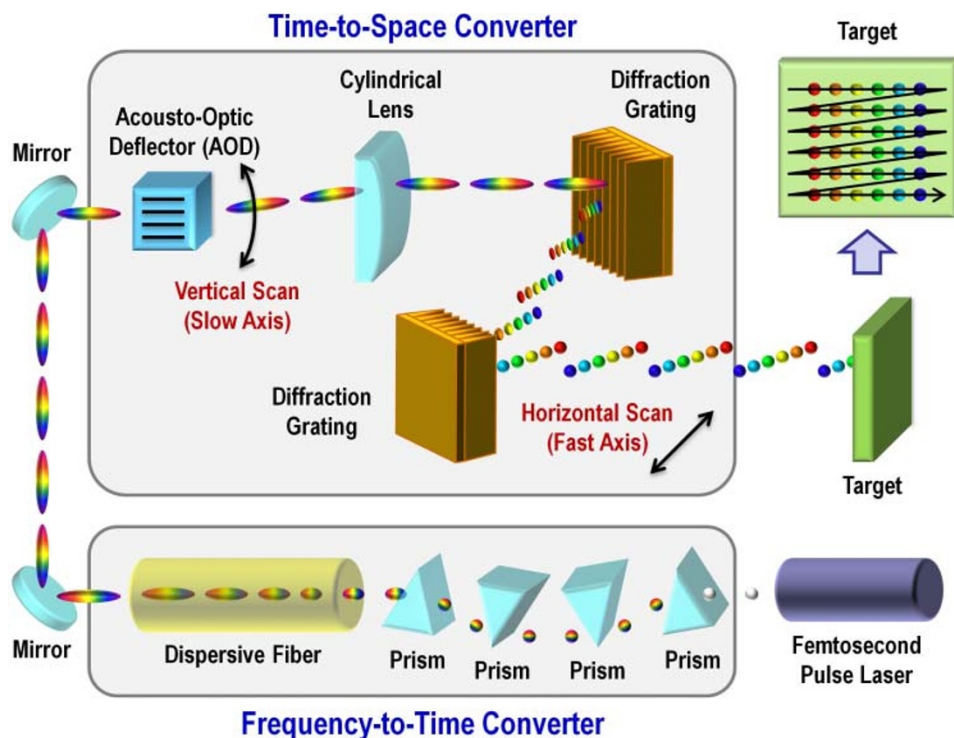 Time-to-Space Converter
Target
Cylindrical
Lens
Diffraction
Grating
Acousto-Optic
Deflector (AOD)
Mirror
Vertical Scan
(Slow Axis)
Diffraction
Grating
Horizontal Scan
(Fast Axis)
Target
Mirror
Dispersive Fiber
Prism
Prism
Prism
Prism
Femtosecond
Pulse Laser
Frequency-to-Time Converter